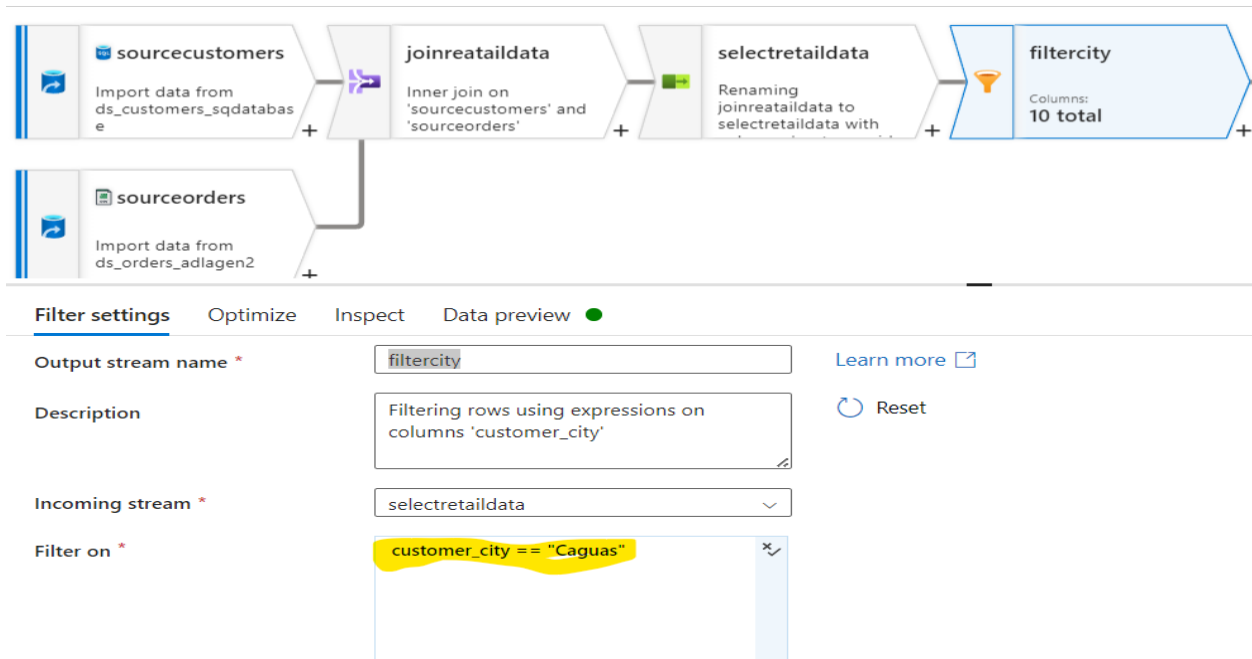 sourcecustomers
Import data from
ds_customers_sqdatabas
e
+
joinreataildata
Inner join on
'sourcecustomers' and
'sourceorders'
+
selectretaildata
Renaming
joinreataildata to
selectretaildata with
+
filtercity
Columns:
10 total
+
sourceorders
Import data from
ds_orders_adlagen2
+
Filter settings Optimize Inspect Data preview
Output stream name * filtercity Learn more
Description Filtering rows using expressions on
columns 'customer_city'
Reset
Incoming stream * selectretaildata
Filter on * customer_city == "Caguas"